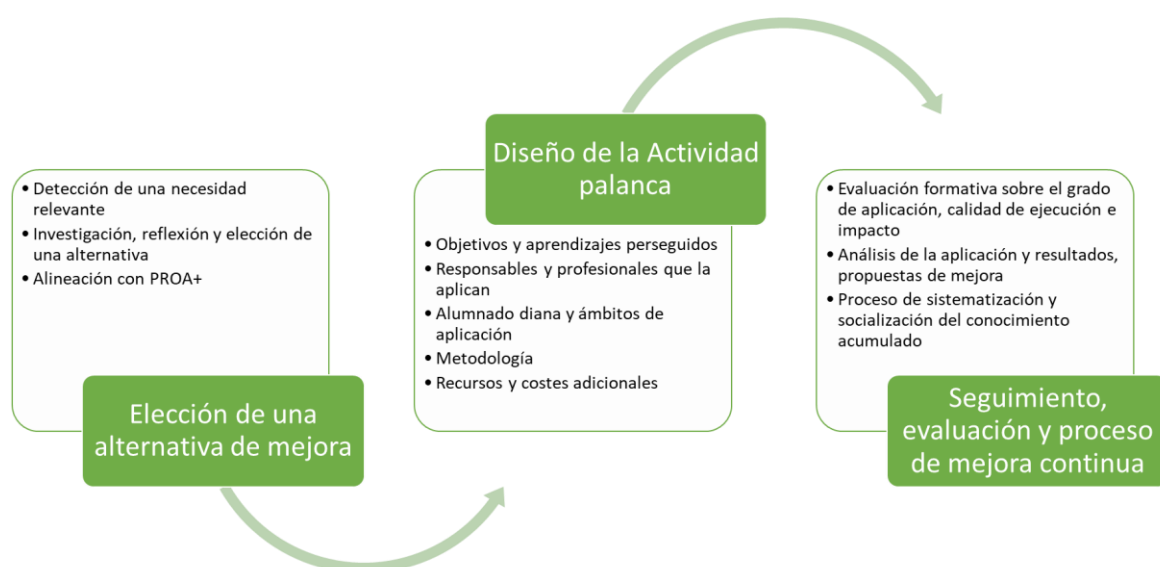 • Detección de una necesidad
relevante
• Investigación, reflexión y elección de
una alternativa
• Alineación con PROA+
Elección de una
alternativa de mejora
Diseño de la Actividad
palanca
• Objetivos y aprendizajes perseguidos
• Responsables y profesionales que la
aplican
• Alumnado diana y ámbitos de
aplicación
• Metodología
• Recursos y costes adicionales
• Evaluación formativa sobre el grado
de aplicación, calidad de ejecución e
impacto
• Análisis de la aplicación y resultados,
propuestas de mejora
• Proceso de sistematización y
socialización del conocimiento
acumulado
Seguimiento,
evaluación y proceso
de mejora continua